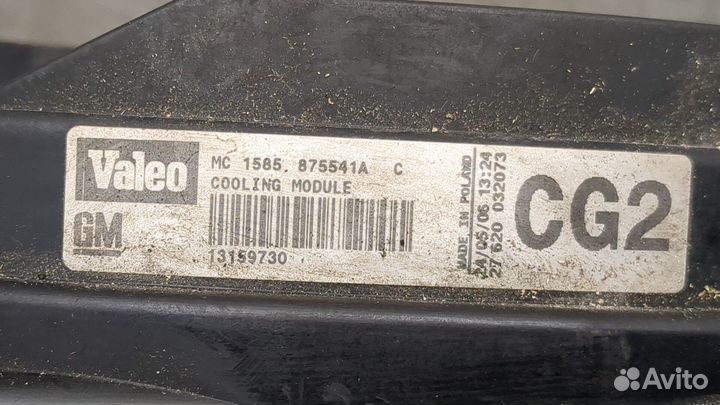 Valeo
GM
MC 1585 875541A C
COOLING MODULE
13159730
MADE IN POLAND
24/05/06 13:24
27 620 032073
CG2
Avito